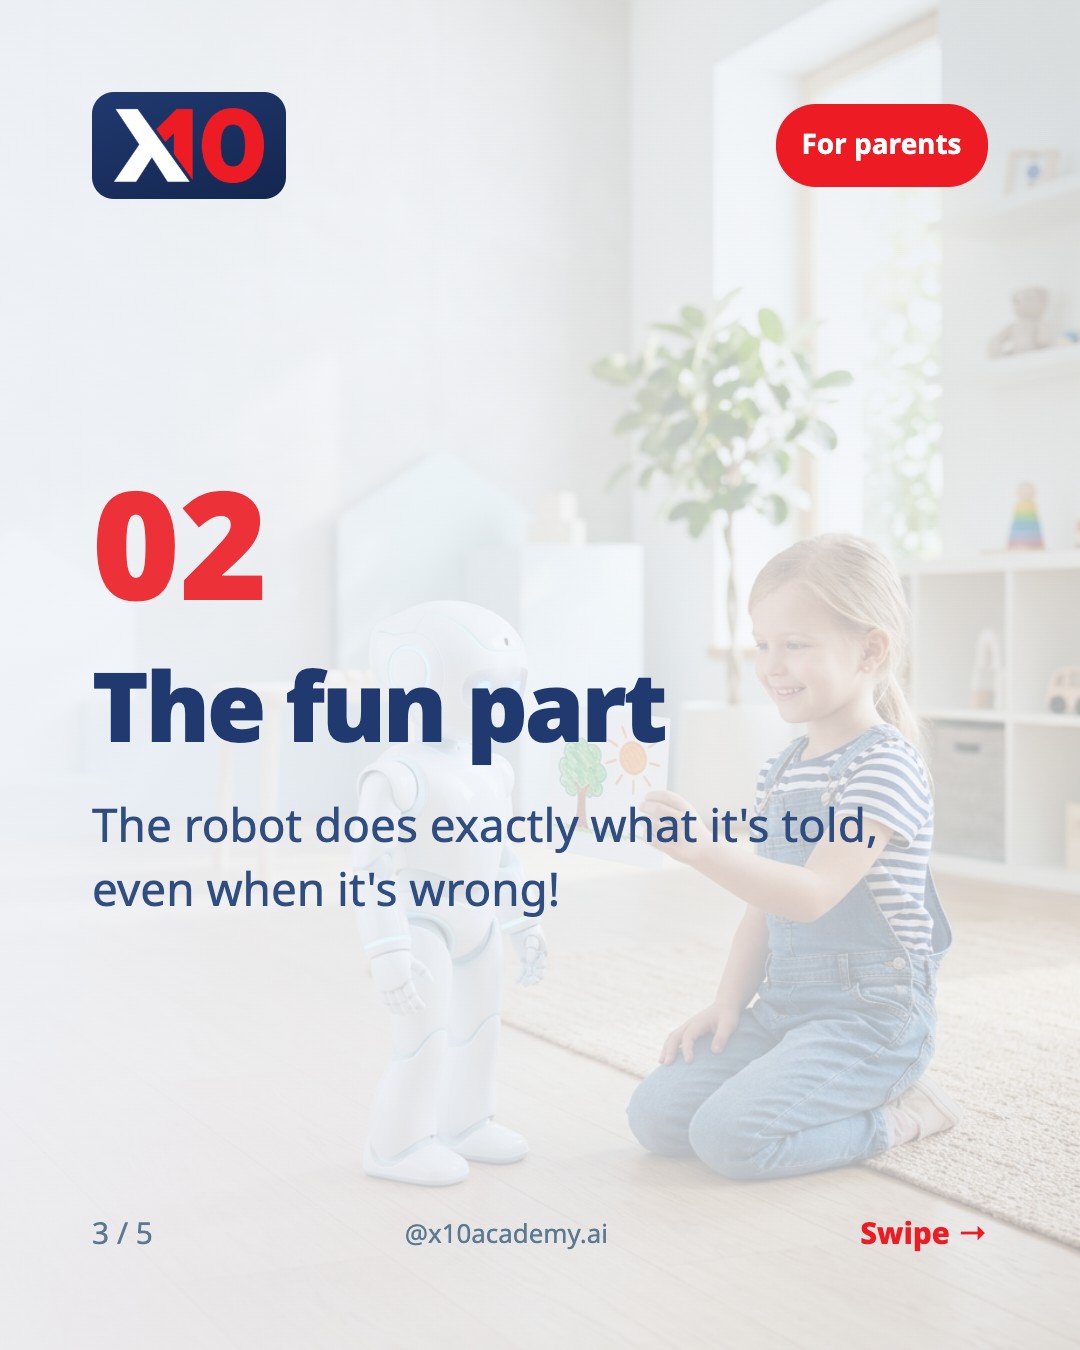 X10
For parents
02
The fun part
The robot does exactly what it's told,
even when it's wrong!
3 / 5
@x10academy.ai
Swipe →